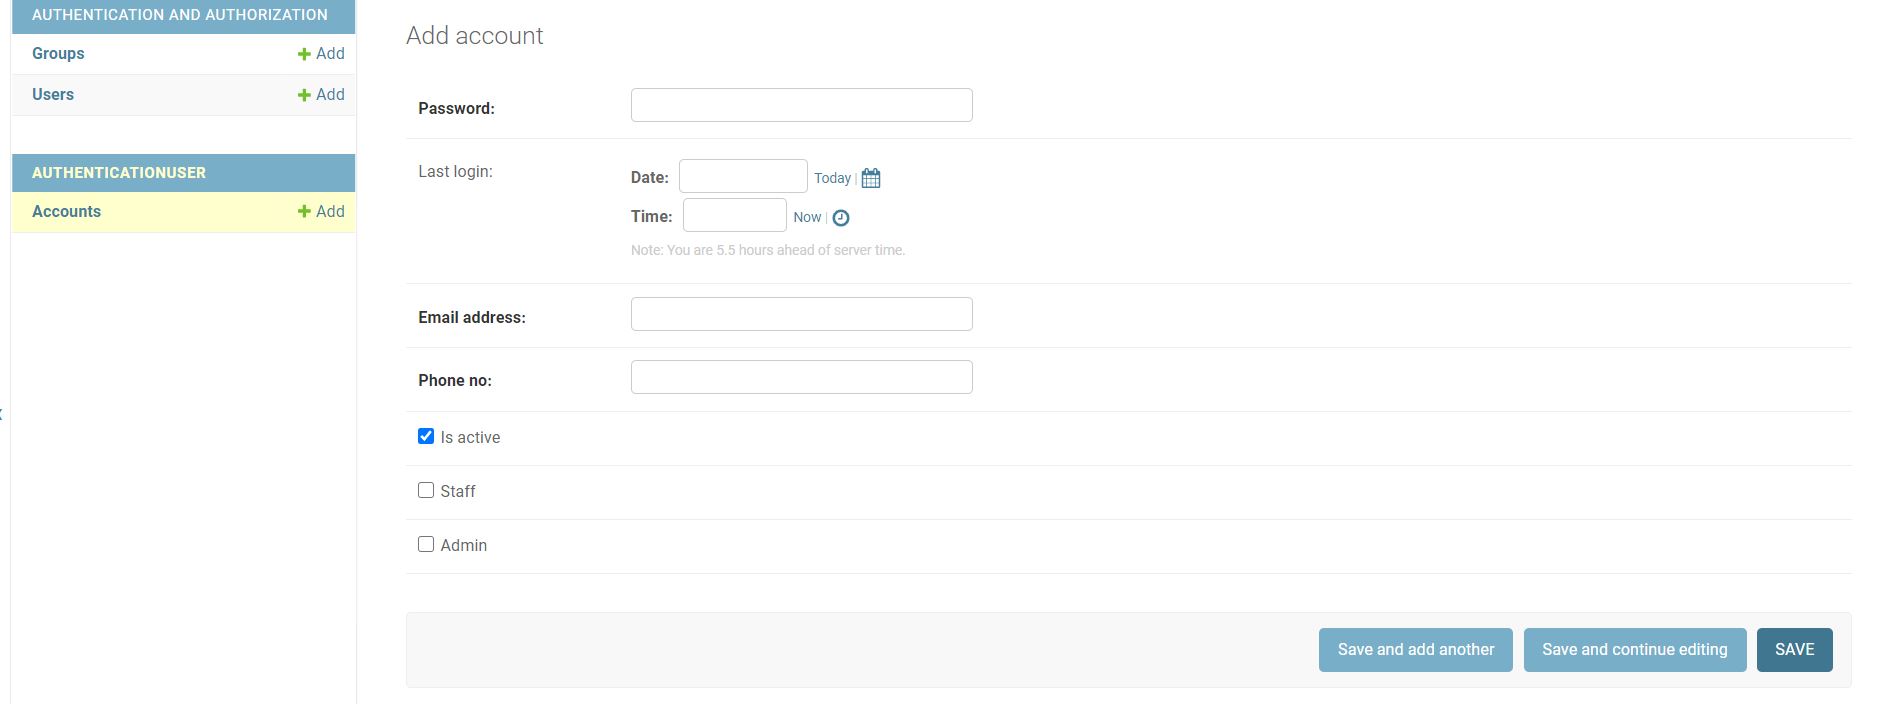 AUTHENTICATION AND AUTHORIZATION
Groups
Add
Users
Add
AUTHENTICATIONUSER
Accounts
Add
Add account
Password:
Last login:
Date:
Today |
Time:
Now |
Note: You are 5.5 hours ahead of server time.
Email address:
Phone no:
Is active
Staff
Admin
Save and add another
Save and continue editing
SAVE